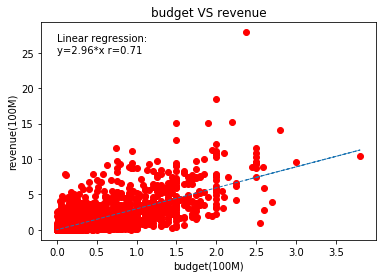 budget VS revenue
Linear regression:
y=2.96*x r=0.71
revenue(100M)
25
20
15
10
5
0
0.0 0.5 1.0 1.5 2.0 2.5 3.0 3.5
budget(100M)